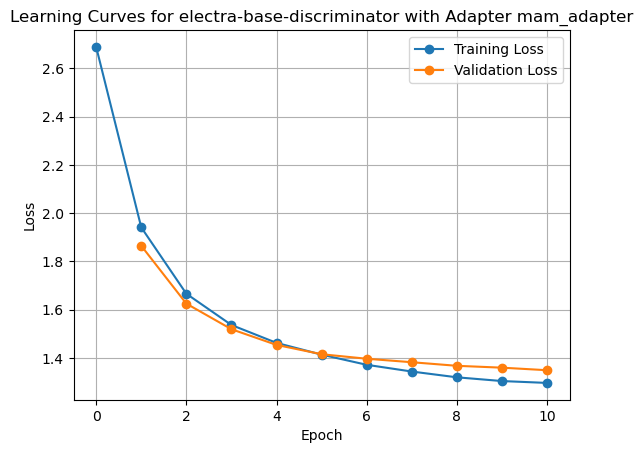 Learning Curves for electra-base-discriminator with Adapter mam_adapter
Training Loss
Validation Loss
Loss
2.6
2.4
2.2
2.0
1.8
1.6
1.4
0 2 4 6 8 10
Epoch